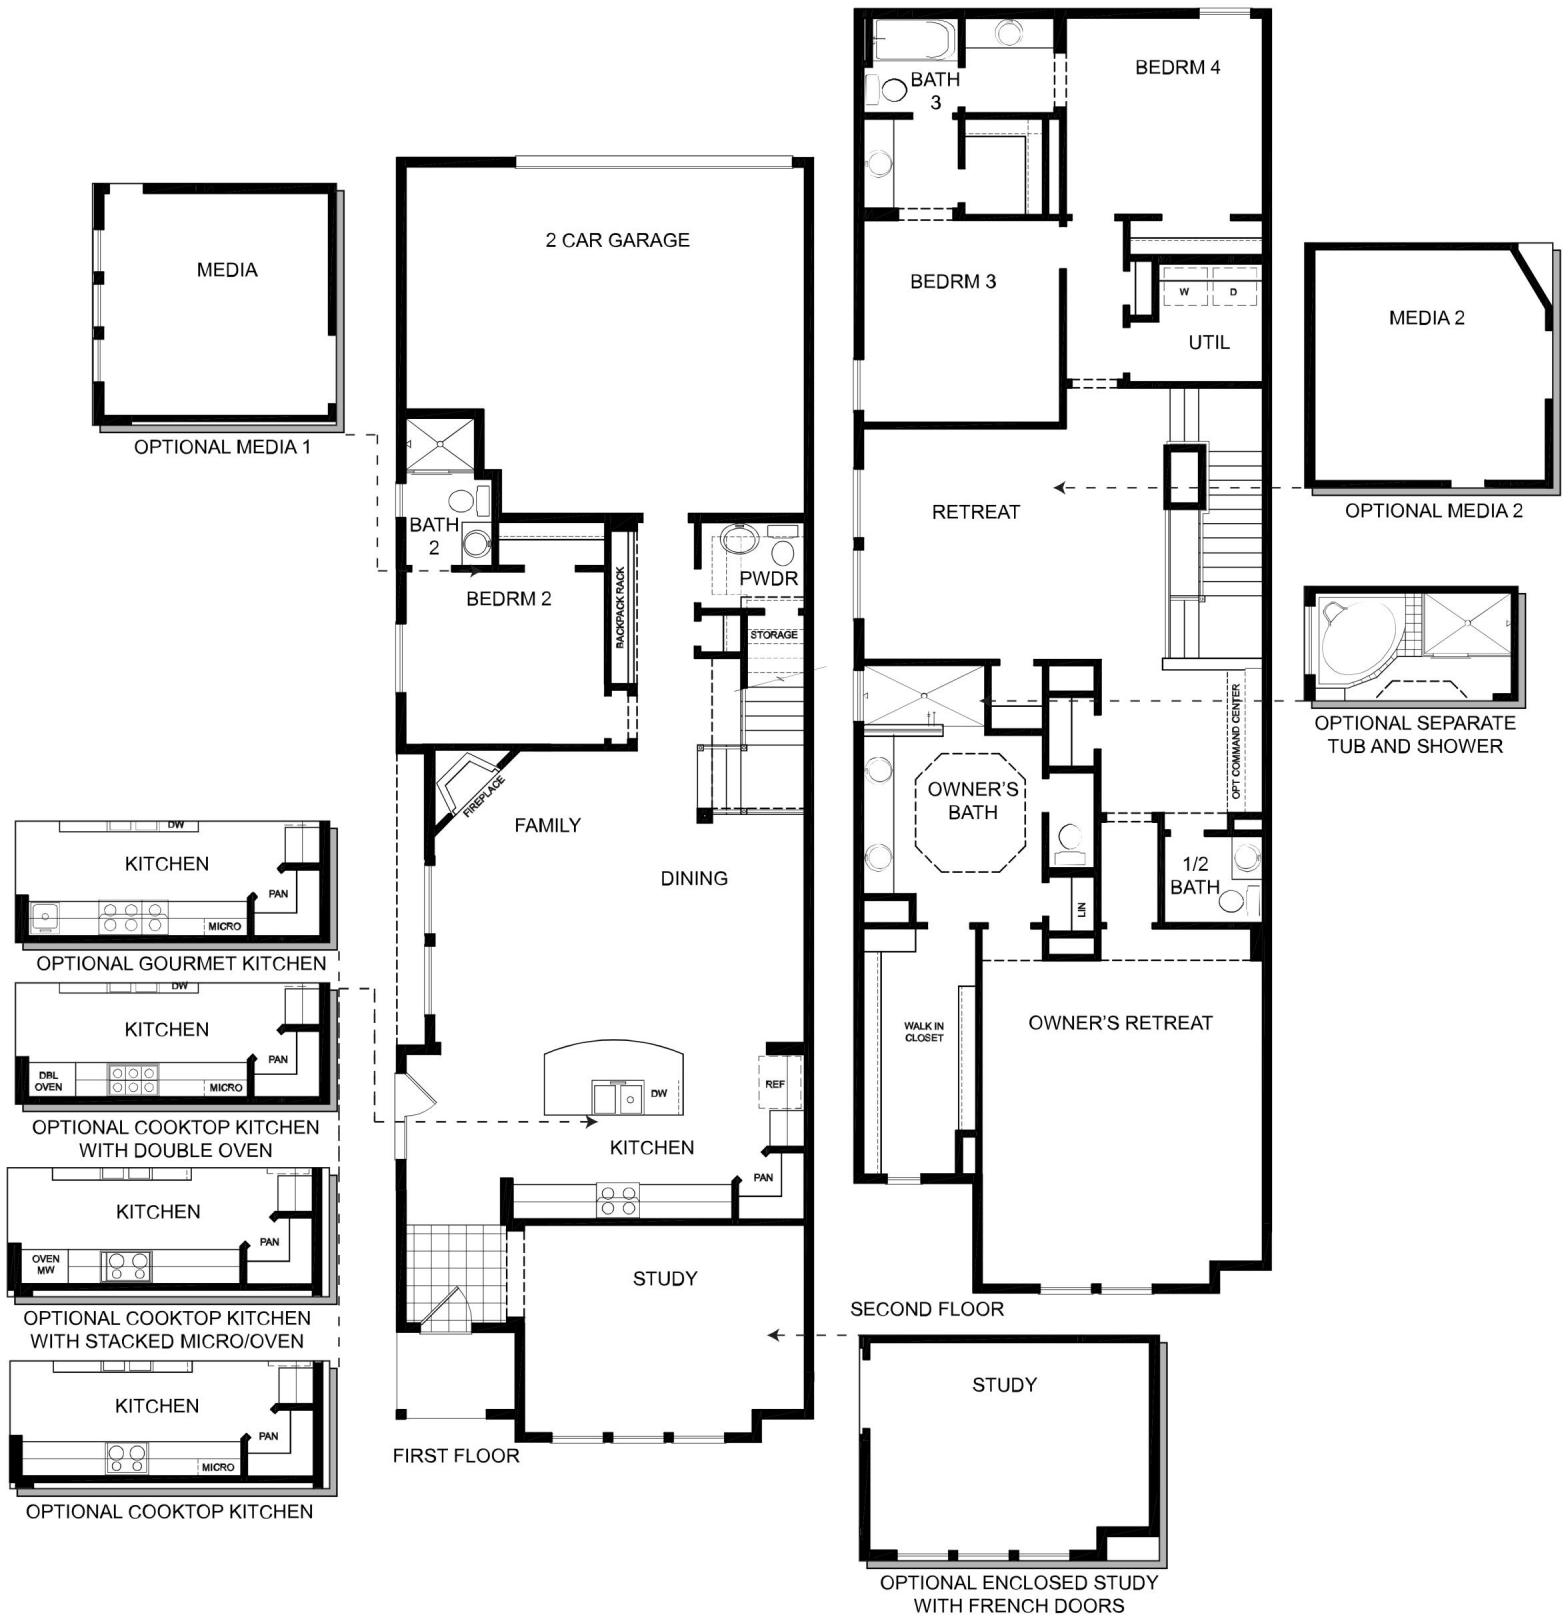 MEDIA
OPTIONAL MEDIA 1
DW
KITCHEN
PAN
MICRO
OPTIONAL GOURMET KITCHEN
DW
KITCHEN
PAN
DBL
OVEN
MICRO
OPTIONAL COOKTOP KITCHEN
WITH DOUBLE OVEN
KITCHEN
PAN
OVEN
MW
OPTIONAL COOKTOP KITCHEN
WITH STACKED MICRO/OVEN
KITCHEN
PAN
MICRO
OPTIONAL COOKTOP KITCHEN
2 CAR GARAGE
BATH
2
BEDRM 2
BACKPACK RACK
PWDR
STORAGE
FIREPLACE
FAMILY
DINING
REF
DW
KITCHEN
PAN
STUDY
FIRST FLOOR
BATH
3
BEDRM 4
BEDRM 3
W
D
UTIL
RETREAT
OPT COMMAND CENTER
OWNER'S
BATH
1/2
BATH
LIN
WALK IN
CLOSET
OWNER'S RETREAT
SECOND FLOOR
MEDIA 2
OPTIONAL MEDIA 2
OPTIONAL SEPARATE
TUB AND SHOWER
STUDY
OPTIONAL ENCLOSED STUDY
WITH FRENCH DOORS